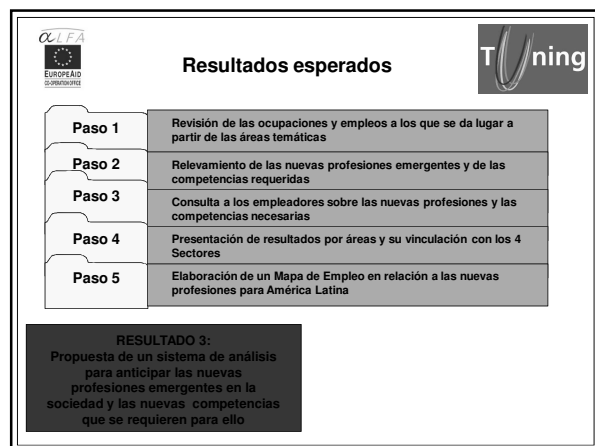 αLFA
EUROPEAID
CO-OPERATION OFFICE
Resultados esperados
Tuning
Paso 1
Revisión de las ocupaciones y empleos a los que se da lugar a
partir de las áreas temáticas
Paso 2
Relevamiento de las nuevas profesiones emergentes y de las
competencias requeridas
Paso 3
Consulta a los empleadores sobre las nuevas profesiones y las
competencias necesarias
Paso 4
Presentación de resultados por áreas y su vinculación con los 4
Sectores
Paso 5
Elaboración de un Mapa de Empleo en relación a las nuevas
profesiones para América Latina
RESULTADO 3:
Propuesta de un sistema de análisis
para anticipar las nuevas
profesiones emergentes en la
sociedad y las nuevas competencias
que se requieren para ello